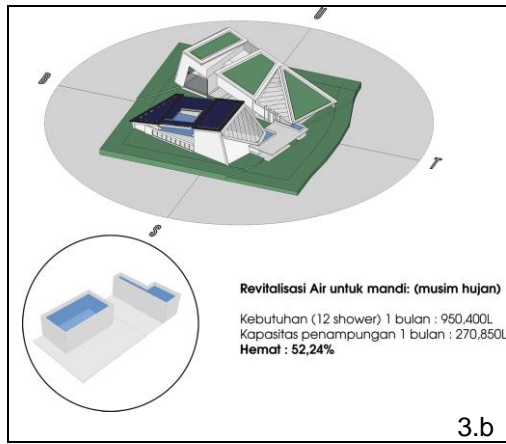 U
B
T
S
Revitalisasi Air untuk mandi: (musim hujan)
Kebutuhan (12 shower) 1 bulan : 950,400L
Kapasitas penampungan 1 bulan : 270,850L
Hemat : 52,24%
3.b